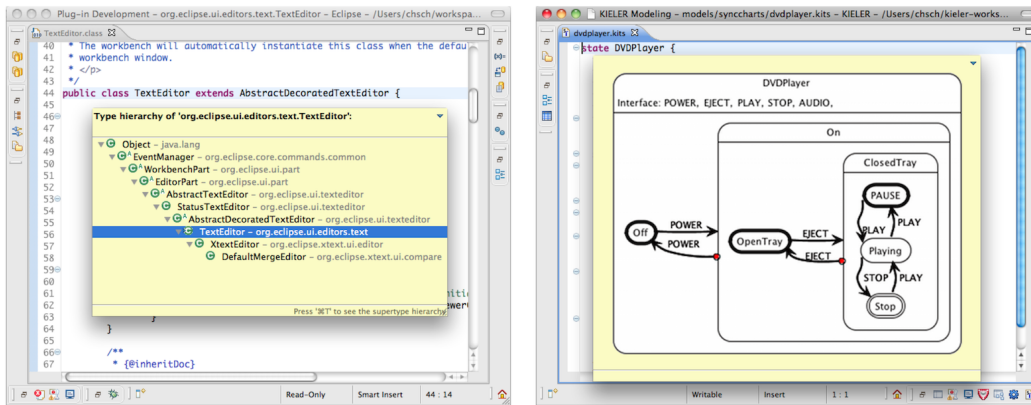 Plug-in Development - org.eclipse.ui.editors.text.TextEditor - Eclipse - /Users/chsch/workspa...
TextEditor.class
40 * The workbench will automatically instantiate this class when the defau
41 * workbench window.
42 * </p>
43 */
44 public class TextEditor extends AbstractDecoratedTextEditor {
45
46
47
48
49
50
51
52
53
54
55
56
57
58
59
60
61
62
63 }
64 }
65
66 /**
67 * {@inheritDoc}
Type hierarchy of 'org.eclipse.ui.editors.text.TextEditor':
Object - java.lang
EventManager - org.eclipse.core.commands.common
WorkbenchPart - org.eclipse.ui.part
EditorPart - org.eclipse.ui.part
AbstractTextEditor - org.eclipse.ui.texteditor
StatusTextEditor - org.eclipse.ui.texteditor
AbstractDecoratedTextEditor - org.eclipse.ui.texteditor
TextEditor - org.eclipse.ui.editors.text
XtextEditor - org.eclipse.xtext.ui.editor
DefaultMergeEditor - org.eclipse.xtext.ui.compare
Press '⌘T' to see the supertype hierarchy
Read-Only Smart Insert 44 : 14
KIELER Modeling - models/synccharts/dvdplayer.kits - KIELER - /Users/chsch/kieler-works...
dvdplayer.kits
state DVDPlayer {
DVDPlayer
Interface: POWER, EJECT, PLAY, STOP, AUDIO,
On
ClosedTray
PAUSE
PLAY PLAY
Off
POWER
POWER
OpenTray
EJECT
EJECT
Playing
STOP PLAY
Stop
Writable Insert 1 : 1